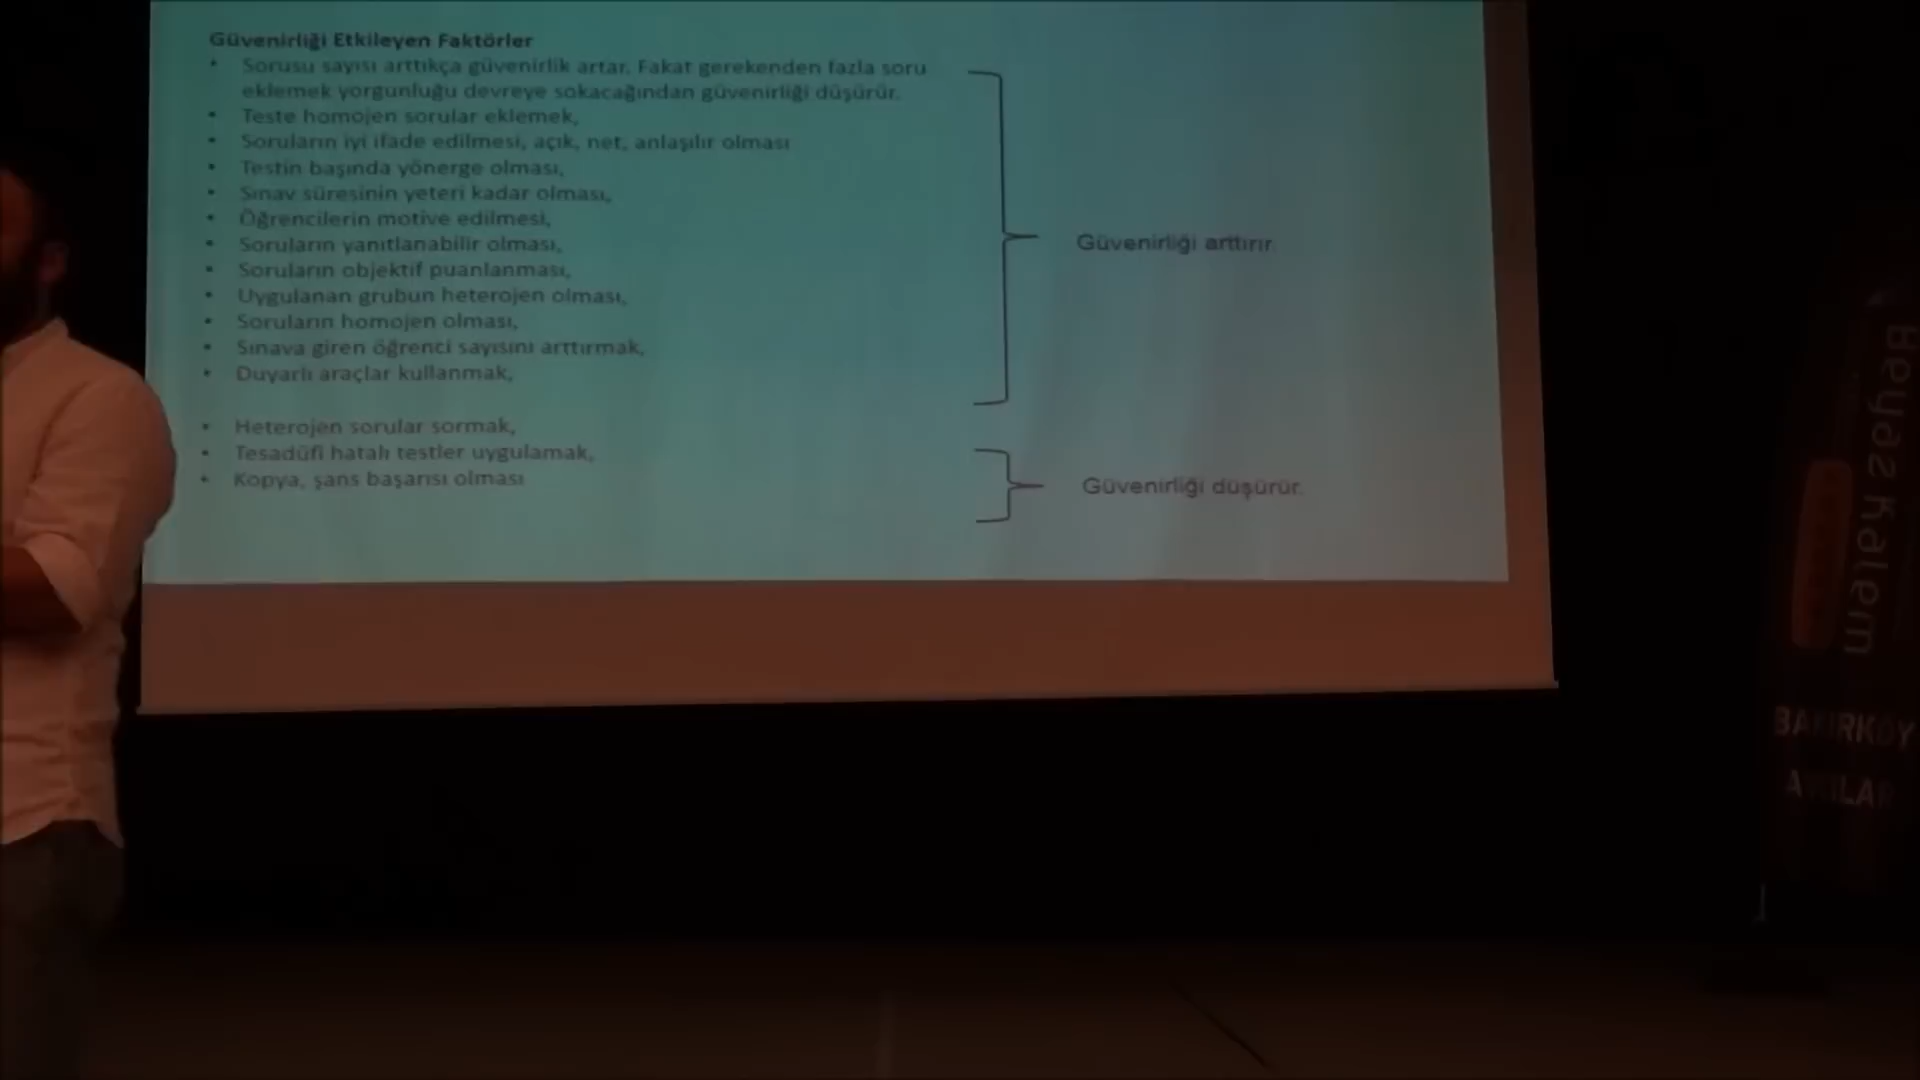 Güvenirliği Etkileyen Faktörler
• Sorusu sayısı arttıkça güvenirlik artar. Fakat gerekenden fazla soru
eklemek yorgunluğu devreye sokacağından güvenirliği düşürür.
• Teste homojen sorular eklemek,
• Soruların iyi ifade edilmesi, açık, net, anlaşılır olması
• Testin başında yönerge olması,
• Sınav süresinin yeteri kadar olması,
• Öğrencilerin motive edilmesi,
• Soruların yanıtlanabilir olması,
• Soruların objektif puanlanması,
• Uygulanan grubun heterojen olması,
• Soruların homojen olması,
• Sınava giren öğrenci sayısını arttırmak,
• Duyarlı araçlar kullanmak,
Güvenirliği arttırır.
• Heterojen sorular sormak,
• Tesadüfi hatalı testler uygulamak,
• Kopya, şans başarısı olması
Güvenirliği düşürür.
Beyaz Kalem
BAKIRKÖY